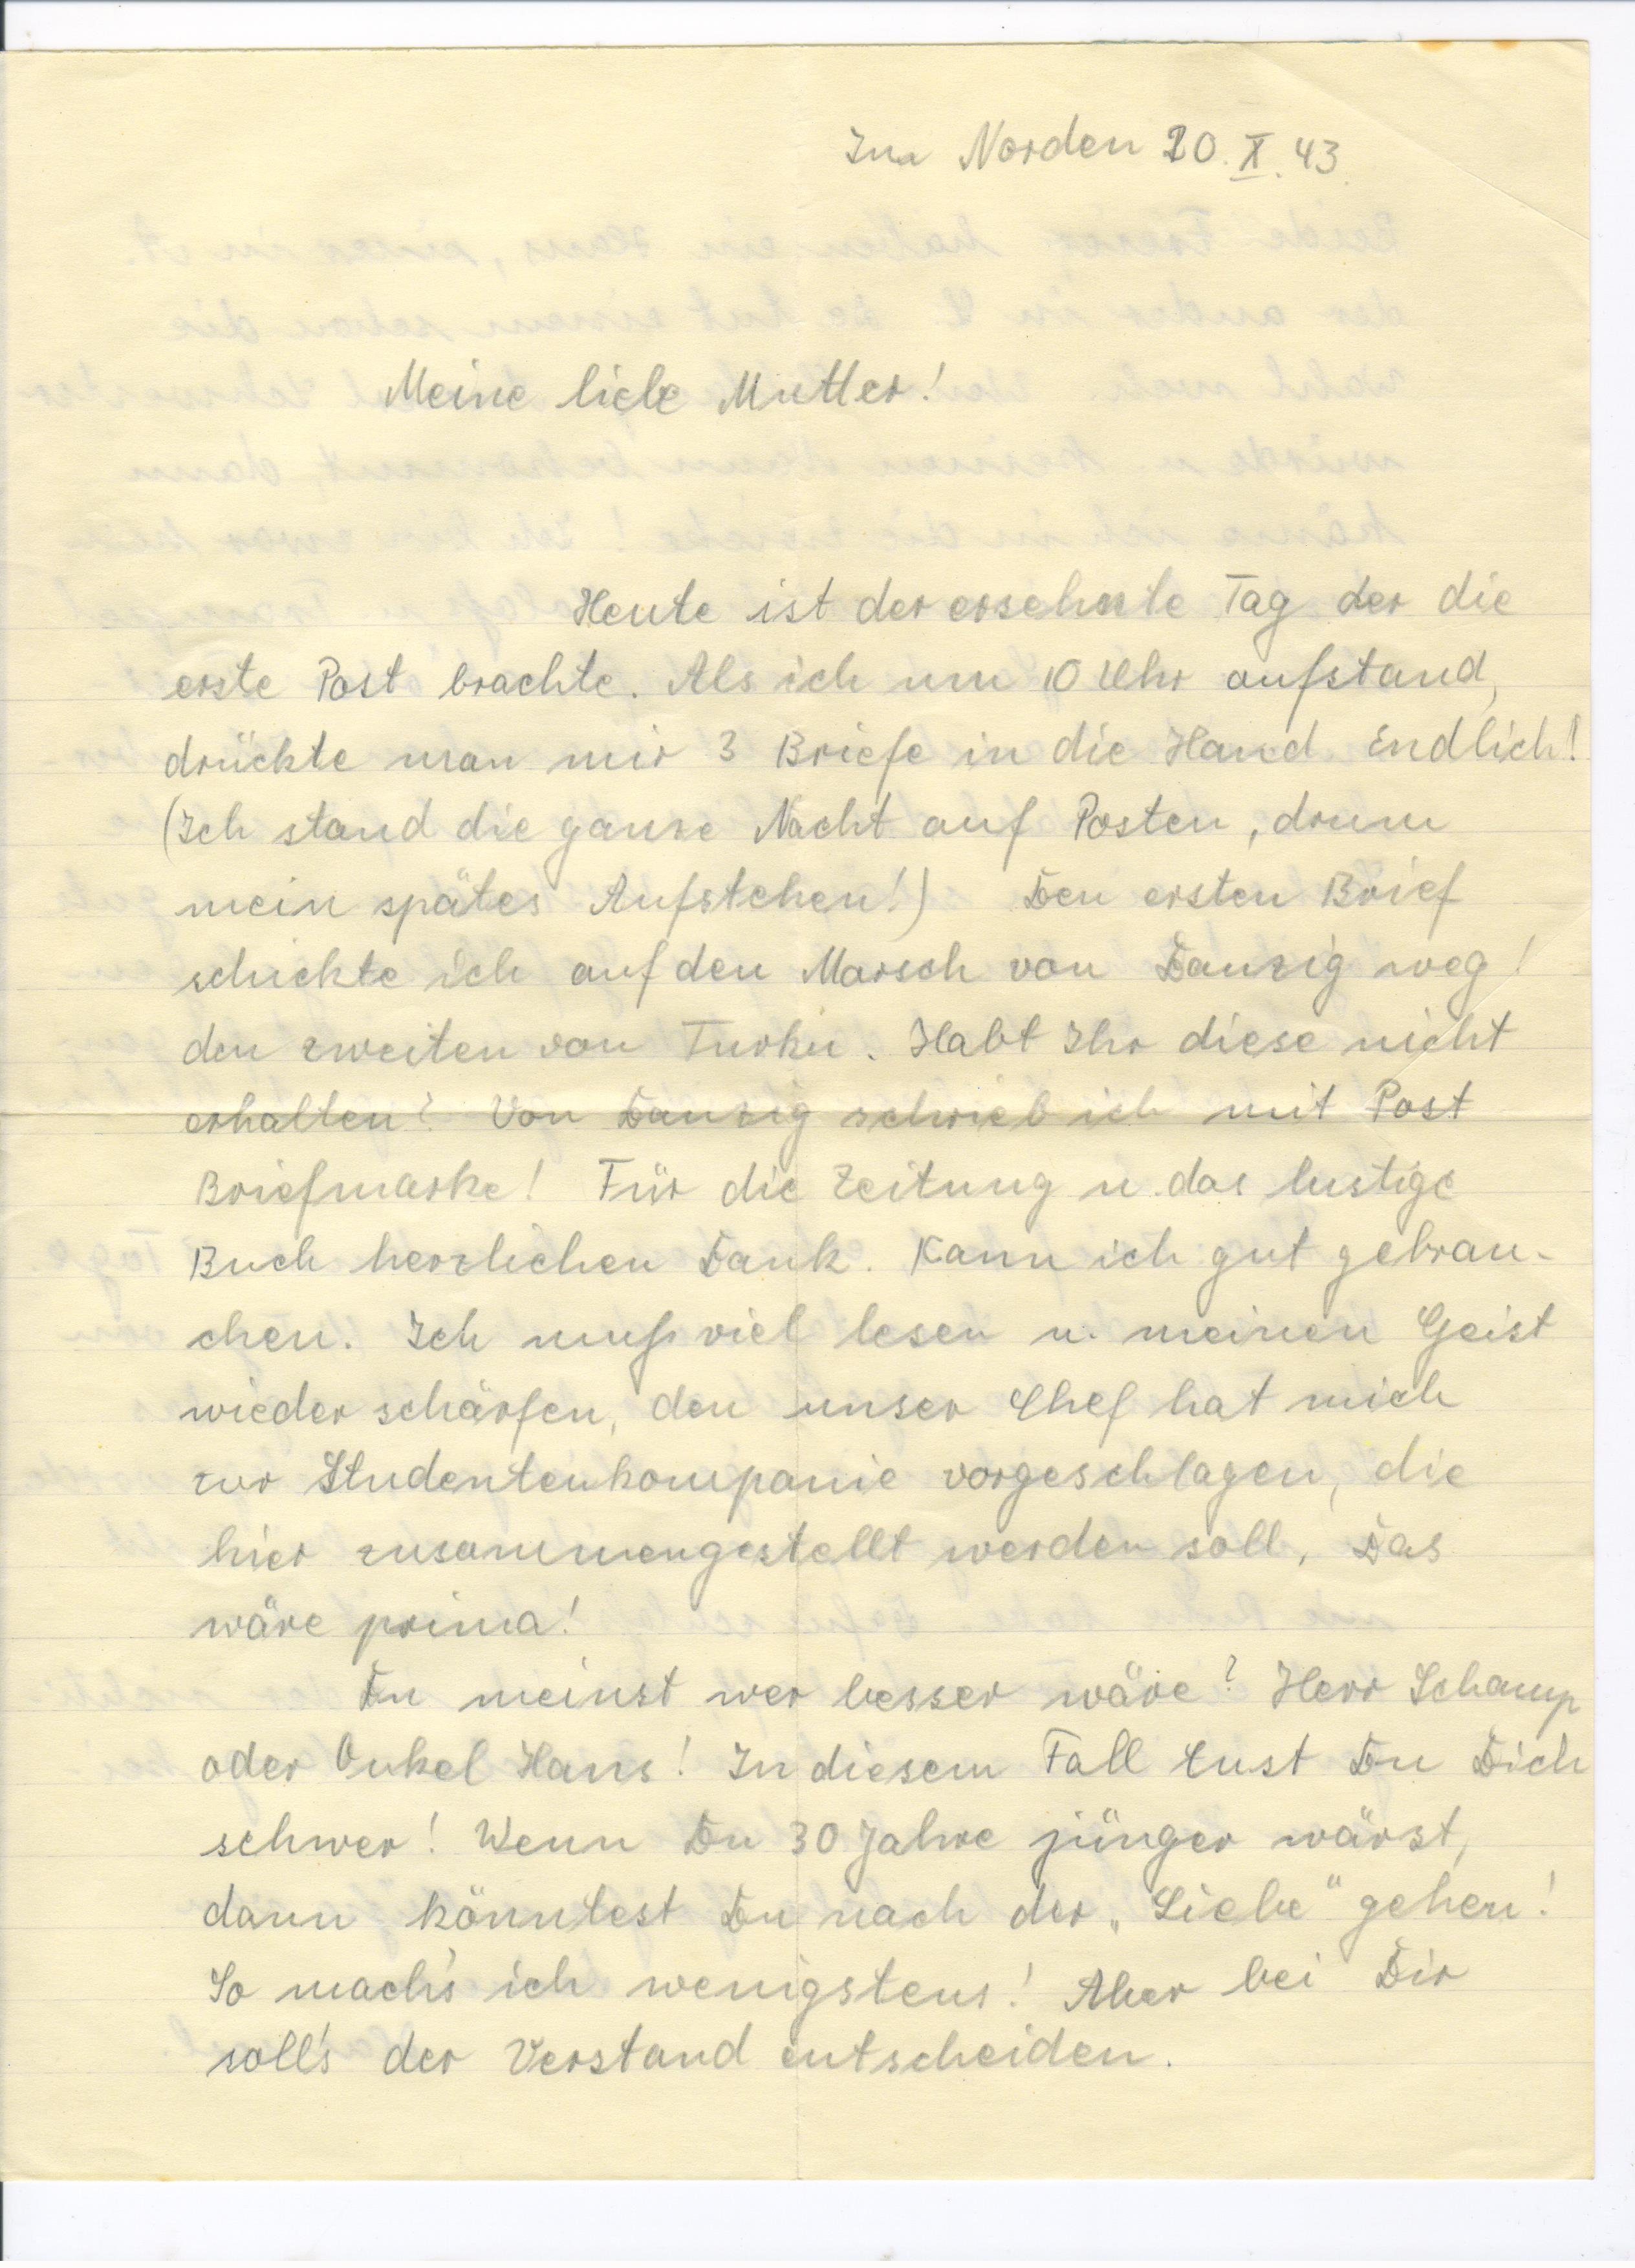 Im Norden 20. X. 43.
Meine liebe Mutter!
Heute ist der ersehnte Tag der die
erste Post brachte. Als ich um 10 Uhr aufstand,
drückte man mir 3 Briefe in die Hand. Endlich!
(Ich stand die ganze Nacht auf Posten, drum
mein spätes Aufstehen!) Den ersten Brief
schickte ich auf den Marsch von Danzig weg!
den zweiten von Turku. Habt Ihr diese nicht
erhalten? Von Danzig schrieb ich mit Post
Briefmarke! Für die Zeitung u. das lustige
Buch herzlichen Dank. Kann ich gut gebrau-
chen. Ich muß viel lesen u. meinen Geist
wieder schärfen, den unser Chef hat mich
zur Studentenkompanie vorgeschlagen, die
hier zusammengestellt werden soll. Das
wäre prima!
Du meinst wer besser wäre? Herr Schamp
oder Onkel Hans! In diesem Fall tust Du Dich
schwer! Wenn Du 30 Jahre jünger wärst,
dann könntest Du nach der „Liebe" gehen!
So mach's ich wenigstens! Aber bei Dir
soll's der Verstand entscheiden.